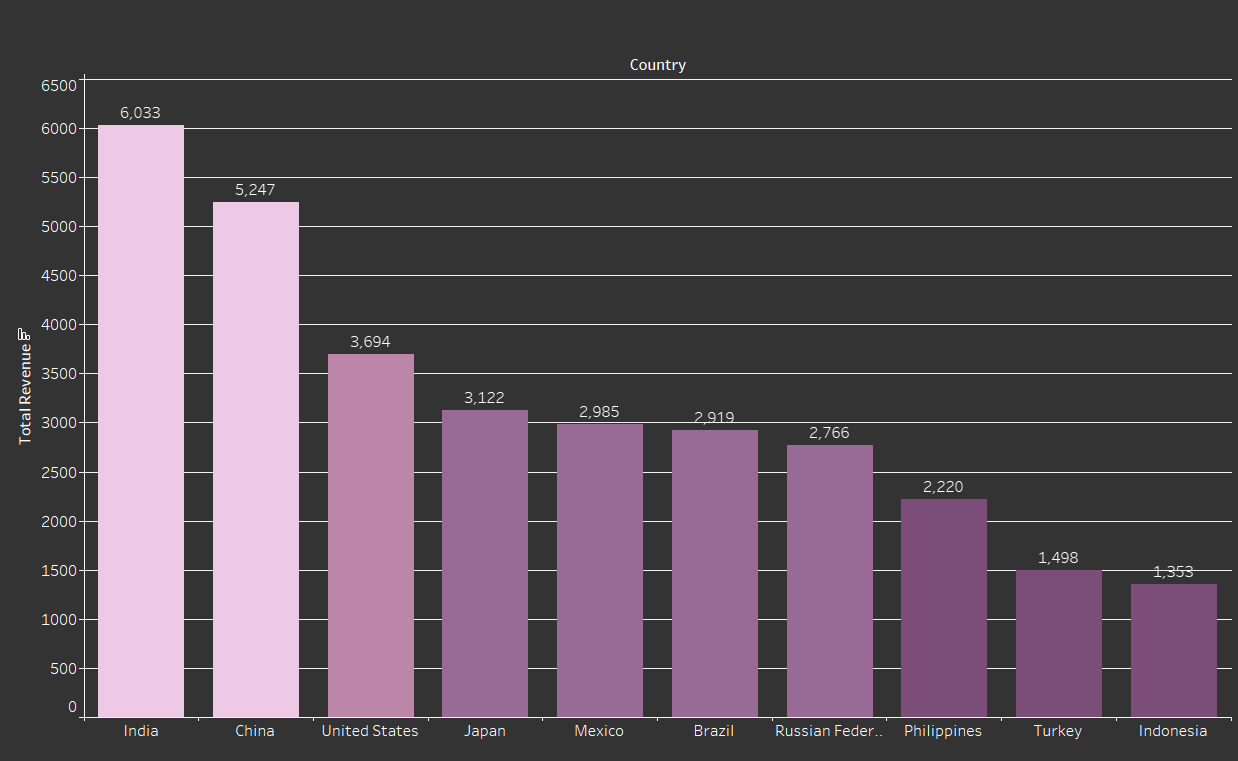 Country
6500
6000
5500
5000
4500
4000
3500
3000
2500
2000
1500
1000
500
0
Total Revenue
6,033
5,247
3,694
3,122
2,985
2,919
2,766
2,220
1,498
1,353
India
China
United States
Japan
Mexico
Brazil
Russian Feder..
Philippines
Turkey
Indonesia